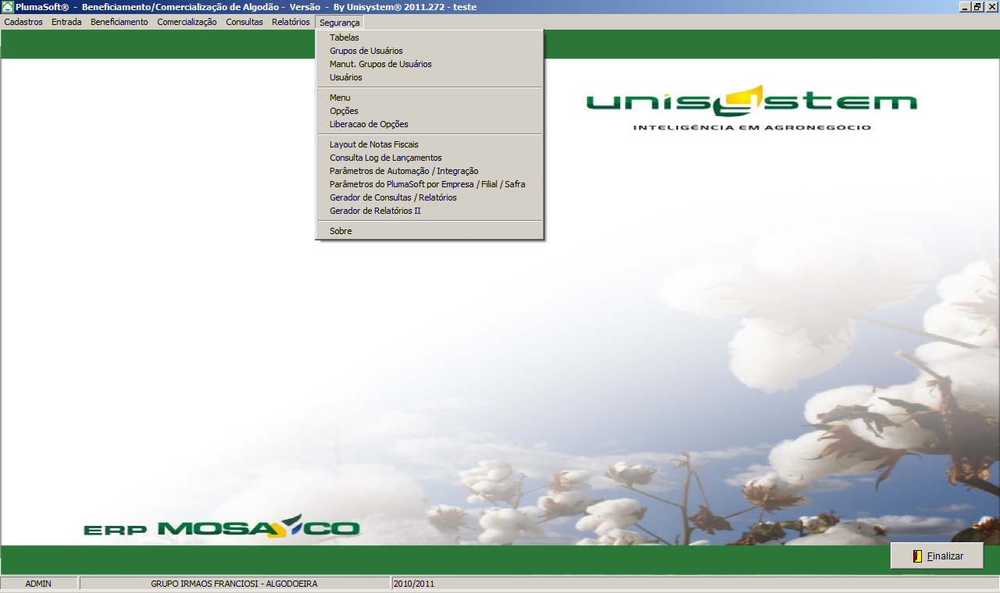 PlumaSoft® - Beneficiamento/Comercialização de Algodão - Versão - By Unisystem® 2011.272 - teste
Cadastros Entrada Beneficiamento Comercialização Consultas Relatórios Segurança
Tabelas
Grupos de Usuários
Manut. Grupos de Usuários
Usuários
Menu
Opções
Liberacao de Opções
Layout de Notas Fiscais
Consulta Log de Lançamentos
Parâmetros de Automação / Integração
Parâmetros do PlumaSoft por Empresa / Filial / Safra
Gerador de Consultas / Relatórios
Gerador de Relatórios II
Sobre
unisystem
INTELIGÊNCIA EM AGRONEGÓCIO
ERP MOSAYCO
Finalizar
ADMIN GRUPO IRMAOS FRANCIOSI - ALGODOEIRA 2010/2011